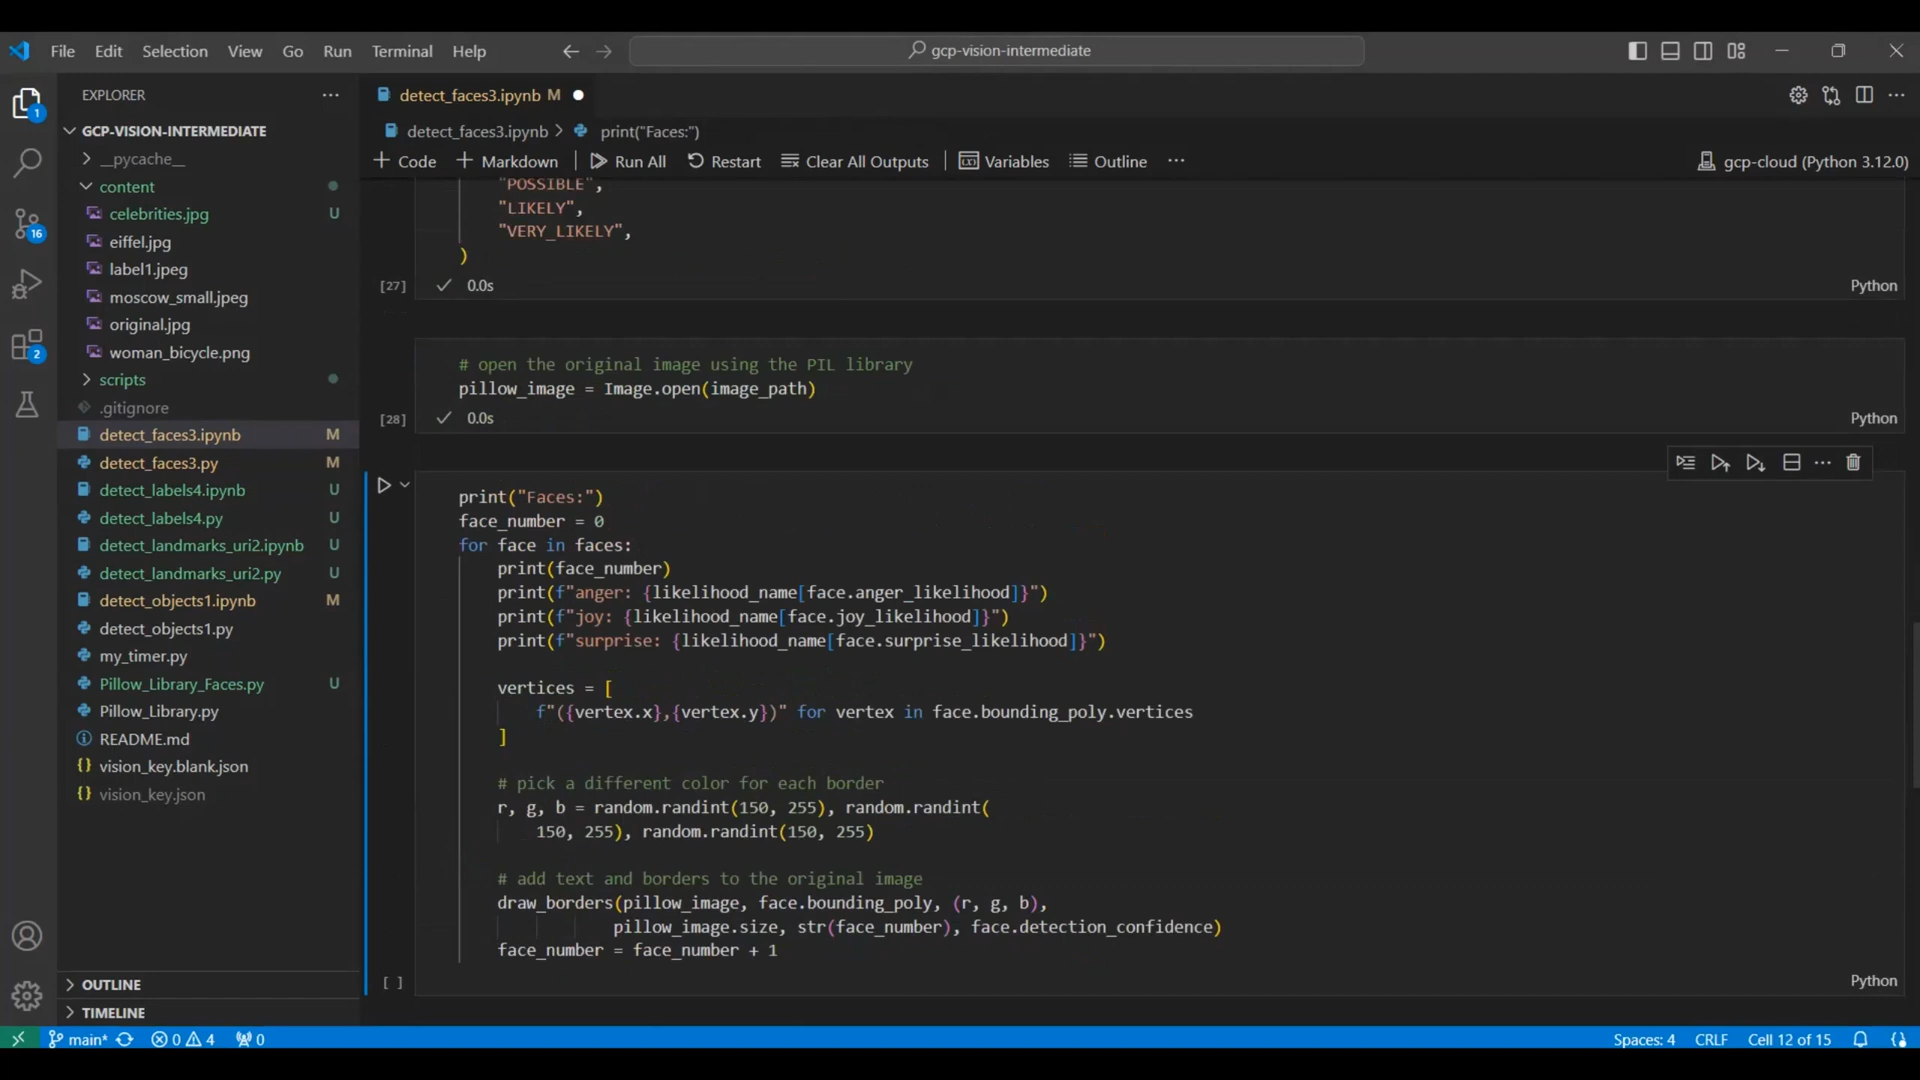 File Edit Selection View Go Run Terminal Help
gcp-vision-intermediate
EXPLORER
GCP-VISION-INTERMEDIATE
__pycache__
content
celebrities.jpg U
eiffel.jpg
label1.jpeg
moscow_small.jpeg
original.jpg
woman_bicycle.png
scripts
.gitignore
detect_faces3.ipynb M
detect_faces3.py M
detect_labels4.ipynb U
detect_labels4.py U
detect_landmarks_uri2.ipynb U
detect_landmarks_uri2.py U
detect_objects1.ipynb M
detect_objects1.py
my_timer.py
Pillow_Library_Faces.py U
Pillow_Library.py
README.md
vision_key.blank.json
vision_key.json
OUTLINE
TIMELINE
1
16
2
detect_faces3.ipynb M
detect_faces3.ipynb > print("Faces:")
+ Code + Markdown Run All Restart Clear All Outputs Variables Outline ...
gcp-cloud (Python 3.12.0)
"POSSIBLE",
"LIKELY",
"VERY_LIKELY",
)
[27] 0.0s Python
# open the original image using the PIL library
pillow_image = Image.open(image_path)
[28] 0.0s Python
print("Faces:")
face_number = 0
for face in faces:
    print(face_number)
    print(f"anger: {likelihood_name[face.anger_likelihood]}")
    print(f"joy: {likelihood_name[face.joy_likelihood]}")
    print(f"surprise: {likelihood_name[face.surprise_likelihood]}")
    vertices = [
        f"({vertex.x},{vertex.y})" for vertex in face.bounding_poly.vertices
    ]
    # pick a different color for each border
    r, g, b = random.randint(150, 255), random.randint(
        150, 255), random.randint(150, 255)
    # add text and borders to the original image
    draw_borders(pillow_image, face.bounding_poly, (r, g, b),
                pillow_image.size, str(face_number), face.detection_confidence)
    face_number = face_number + 1
[ ] Python
main* 0 4 0
Spaces: 4 CRLF Cell 12 of 15